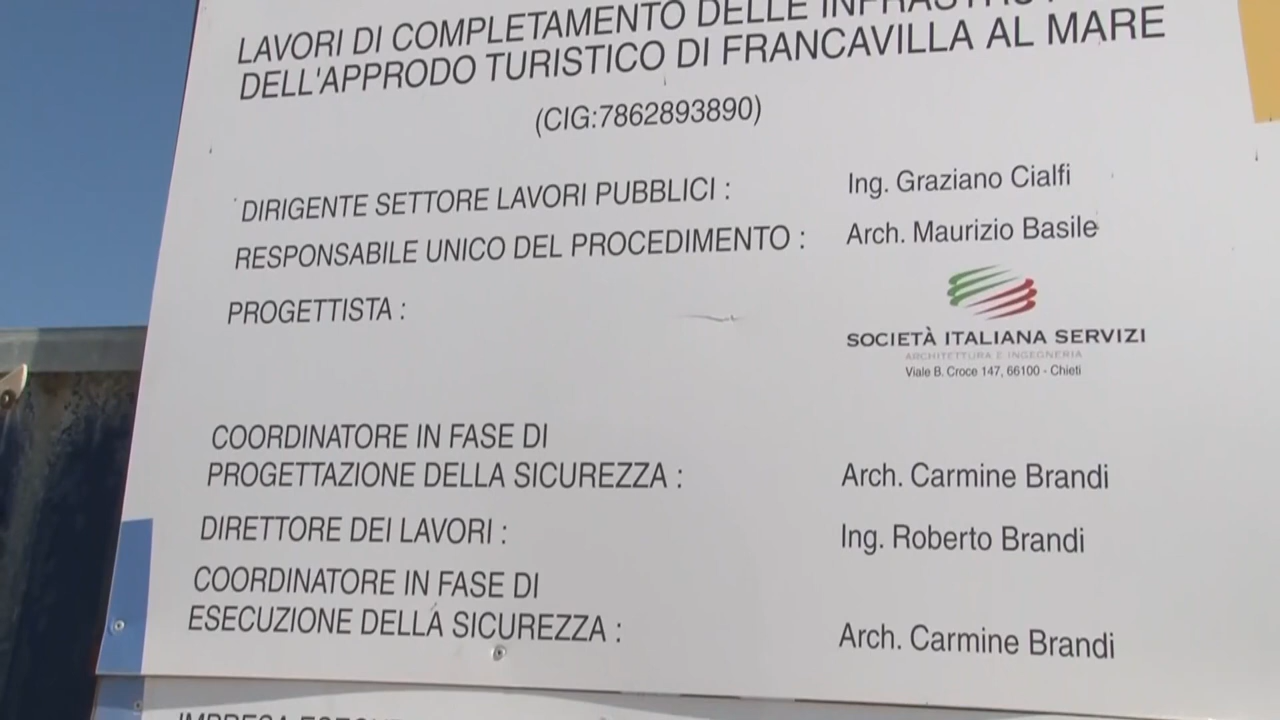 LAVORI DI COMPLETAMENTO DELLE
DELL'APPRODO TURISTICO DI FRANCAVILLA AL MARE
(CIG:7862893890)
DIRIGENTE SETTORE LAVORI PUBBLICI : Ing. Graziano Cialfi
RESPONSABILE UNICO DEL PROCEDIMENTO : Arch. Maurizio Basile
PROGETTISTA :
SOCIETÀ ITALIANA SERVIZI
ARCHITETTURA E INGEGNERIA
Viale B. Croce 147, 66100 - Chieti
COORDINATORE IN FASE DI
PROGETTAZIONE DELLA SICUREZZA : Arch. Carmine Brandi
DIRETTORE DEI LAVORI : Ing. Roberto Brandi
COORDINATORE IN FASE DI
ESECUZIONE DELLA SICUREZZA : Arch. Carmine Brandi